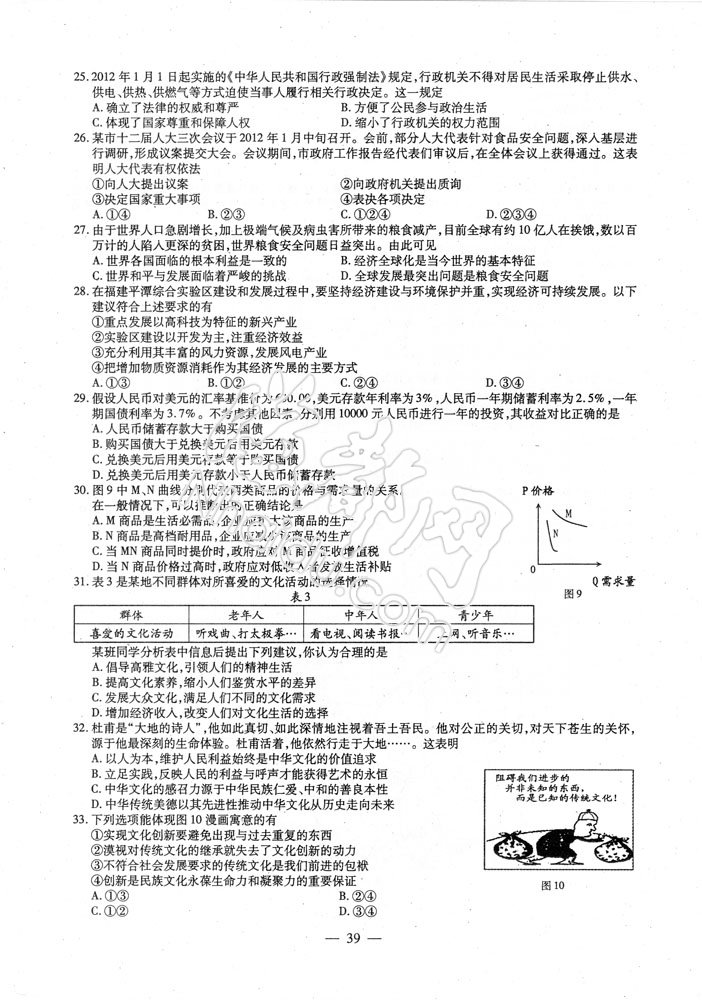 25. 2012 年 1 月 1 日起实施的《中华人民共和国行政强制法》规定,行政机关不得对居民生活采取停止供水、
供电、供热、供燃气等方式迫使当事人履行相关行政决定。这一规定
A. 确立了法律的权威和尊严 B. 方便了公民参与政治生活
C. 体现了国家尊重和保障人权 D. 缩小了行政机关的权力范围
26. 某市十二届人大三次会议于 2012 年 1 月中旬召开。会前,部分人大代表针对食品安全问题,深入基层进
行调研,形成议案提交大会。会议期间,市政府工作报告经代表们审议后,在全体会议上获得通过。这表
明人大代表有权依法
①向人大提出议案 ②向政府机关提出质询
③决定国家重大事项 ④表决各项决定
A. ①④ B. ②③ C. ①②④ D. ②③④
27. 由于世界人口急剧增长,加上极端气候及病虫害所带来的粮食减产,目前全球有约 10 亿人在挨饿,数以百
万计的人陷入更深的贫困,世界粮食安全问题日益突出。由此可见
A. 世界各国面临的根本利益是一致的 B. 经济全球化是当今世界的基本特征
C. 世界和平与发展面临着严峻的挑战 D. 全球发展最突出问题是粮食安全问题
28. 在福建平潭综合实验区建设和发展过程中,要坚持经济建设与环境保护并重,实现经济可持续发展。以下
建议符合上述要求的有
①重点发展以高科技为特征的新兴产业
②实验区建设以开发为主,注重经济效益
③充分利用其丰富的风力资源,发展风电产业
④把增加物质资源消耗作为其经济发展的主要方式
A. ①③ B. ①② C. ②④ D. ③④
29. 假设人民币对美元的汇率基准价为 630.00,美元存款年利率为 3%,人民币一年期储蓄利率为 2.5%,一年
期国债利率为 3.7%。不考虑其他因素,分别用 10000 元人民币进行一年的投资,其收益对比正确的是
A. 人民币储蓄存款大于购买国债
B. 购买国债大于兑换美元后用美元存款
C. 兑换美元后用美元存款等于购买国债
D. 兑换美元后用美元存款小于人民币储蓄存款
30. 图 9 中 M、N 曲线分别代表两类商品的价格与需求量的关系。
在一般情况下,可以推断出的正确结论是
A. M 商品是生活必需品,企业应扩大该商品的生产
B. N 商品是高档耐用品,企业应减少该商品的生产
C. 当 MN 商品同时提价时,政府应对 M 商品征收增值税
D. 当 N 商品价格过高时,政府应对低收入者发放生活补贴
P 价格
M
N
0
Q 需求量
图 9
31. 表 3 是某地不同群体对所喜爱的文化活动的选择情况
表 3
群体 老年人 中年人 青少年
喜爱的文化活动 听戏曲、打太极拳… 看电视、阅读书报… 上网、听音乐…
某班同学分析表中信息后提出下列建议,你认为合理的是
A. 倡导高雅文化,引领人们的精神生活
B. 提高文化素养,缩小人们鉴赏水平的差异
C. 发展大众文化,满足人们不同的文化需求
D. 增加经济收入,改变人们对文化生活的选择
32. 杜甫是“大地的诗人”,他如此真切、如此深情地注视着吾土吾民。他对公正的关切,对天下苍生的关怀,
源于他最深刻的生命体验。杜甫活着,他依然行走于大地……。这表明
A. 以人为本、维护人民利益始终是中华文化的价值追求
B. 立足实践,反映人民的利益与呼声才能获得艺术的永恒
C. 中华文化的感召力源于中华民族仁爱、中和的善良本性
D. 中华传统美德以其先进性推动中华文化从历史走向未来
33. 下列选项能体现图 10 漫画寓意的有
①实现文化创新要避免出现与过去重复的东西
②漠视对传统文化的继承就失去了文化创新的动力
③不符合社会发展要求的传统文化是我们前进的包袱
④创新是民族文化永葆生命力和凝聚力的重要保证
A. ①③ B. ②④
C. ①② D. ③④
阻碍我们进步的
并非未知的东西,
而是已知的传统文化!
图 10
— 39 —